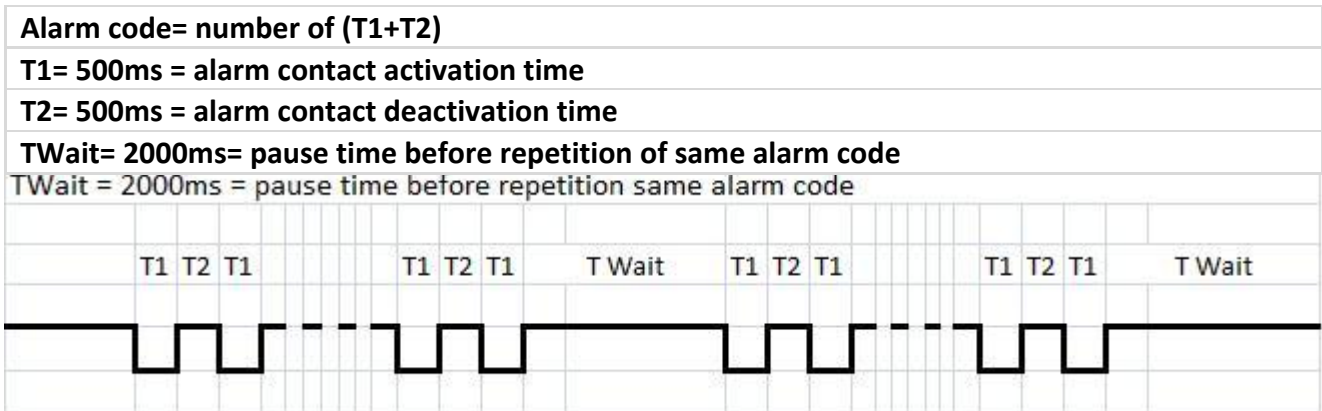 Alarm code= number of (T1+T2)
T1= 500ms = alarm contact activation time
T2= 500ms = alarm contact deactivation time
TWait= 2000ms= pause time before repetition of same alarm code
TWait = 2000ms = pause time before repetition same alarm code
T1 T2 T1 T1 T2 T1 T Wait T1 T2 T1 T1 T2 T1 T Wait